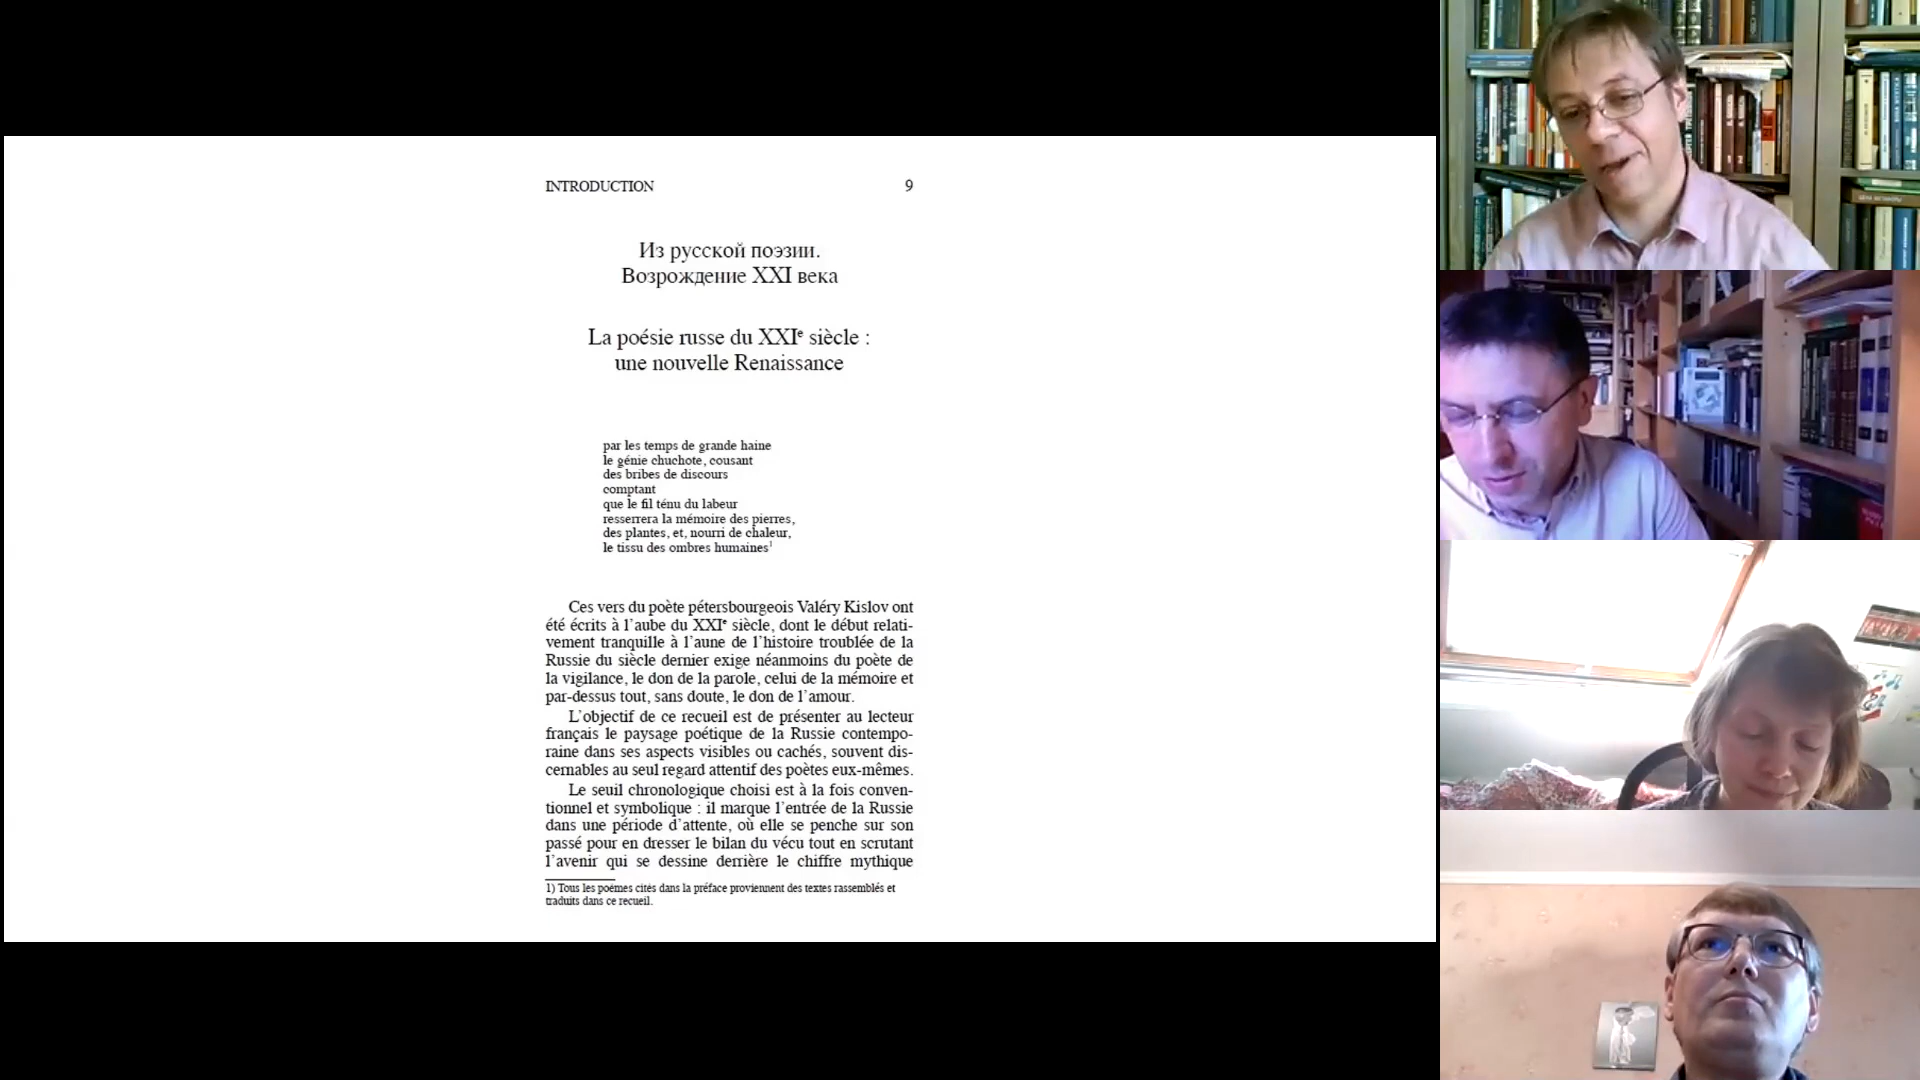 INTRODUCTION 9
Из русской поэзии.
Возрождение XXI века
La poésie russe du XXIe siècle :
une nouvelle Renaissance
par les temps de grande haine
le génie chuchote, cousant
des bribes de discours
comptant
que le fil ténu du labeur
resserrera la mémoire des pierres,
des plantes, et, nourri de chaleur,
le tissu des ombres humaines1
Ces vers du poète pétersbourgeois Valéry Kislov ont
été écrits à l'aube du XXIe siècle, dont le début relati-
vement tranquille à l'aune de l'histoire troublée de la
Russie du siècle dernier exige néanmoins du poète de
la vigilance, le don de la parole, celui de la mémoire et
par-dessus tout, sans doute, le don de l'amour.
L'objectif de ce recueil est de présenter au lecteur
français le paysage poétique de la Russie contempo-
raine dans ses aspects visibles ou cachés, souvent dis-
cernables au seul regard attentif des poètes eux-mêmes.
Le seuil chronologique choisi est à la fois conven-
tionnel et symbolique : il marque l'entrée de la Russie
dans une période d'attente, où elle se penche sur son
passé pour en dresser le bilan du vécu tout en scrutant
l'avenir qui se dessine derrière le chiffre mythique
1) Tous les poèmes cités dans la préface proviennent des textes rassemblés et
traduits dans ce recueil.